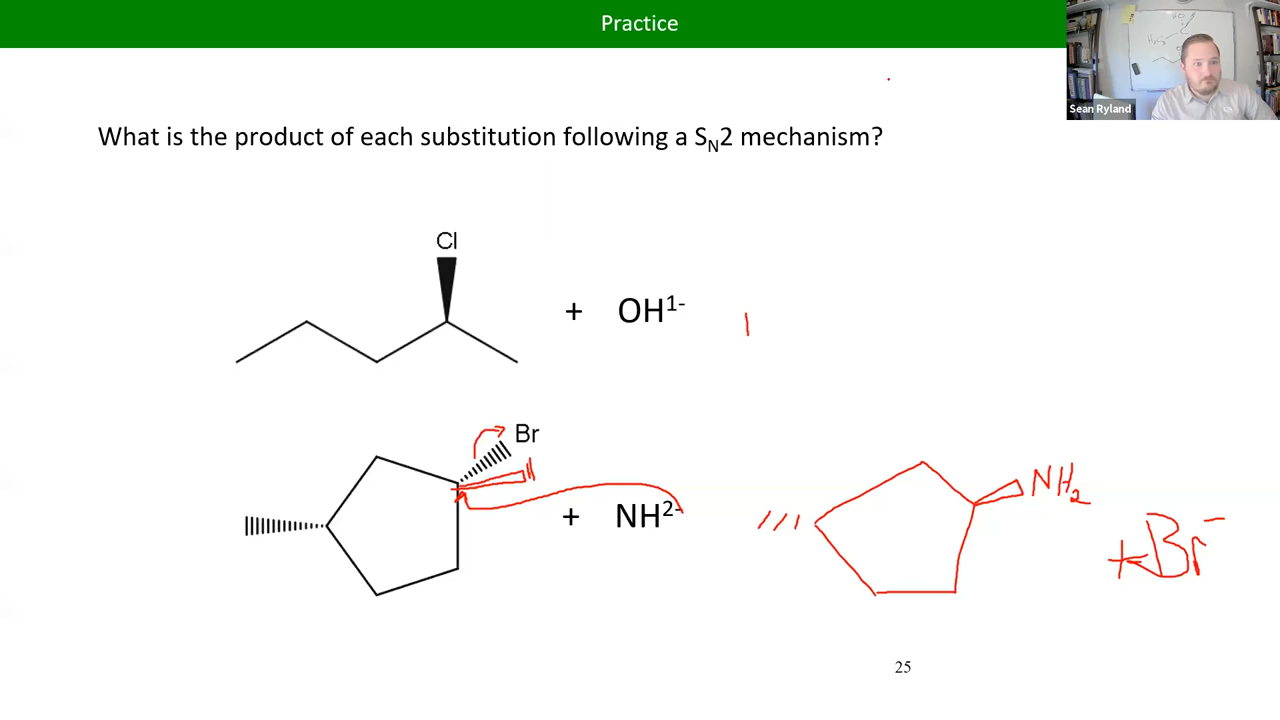 Practice
Sean Ryland
What is the product of each substitution following a SN2 mechanism?
Cl
+ OH1-
Br
H
+ NH2-
NH2
+Br-
25